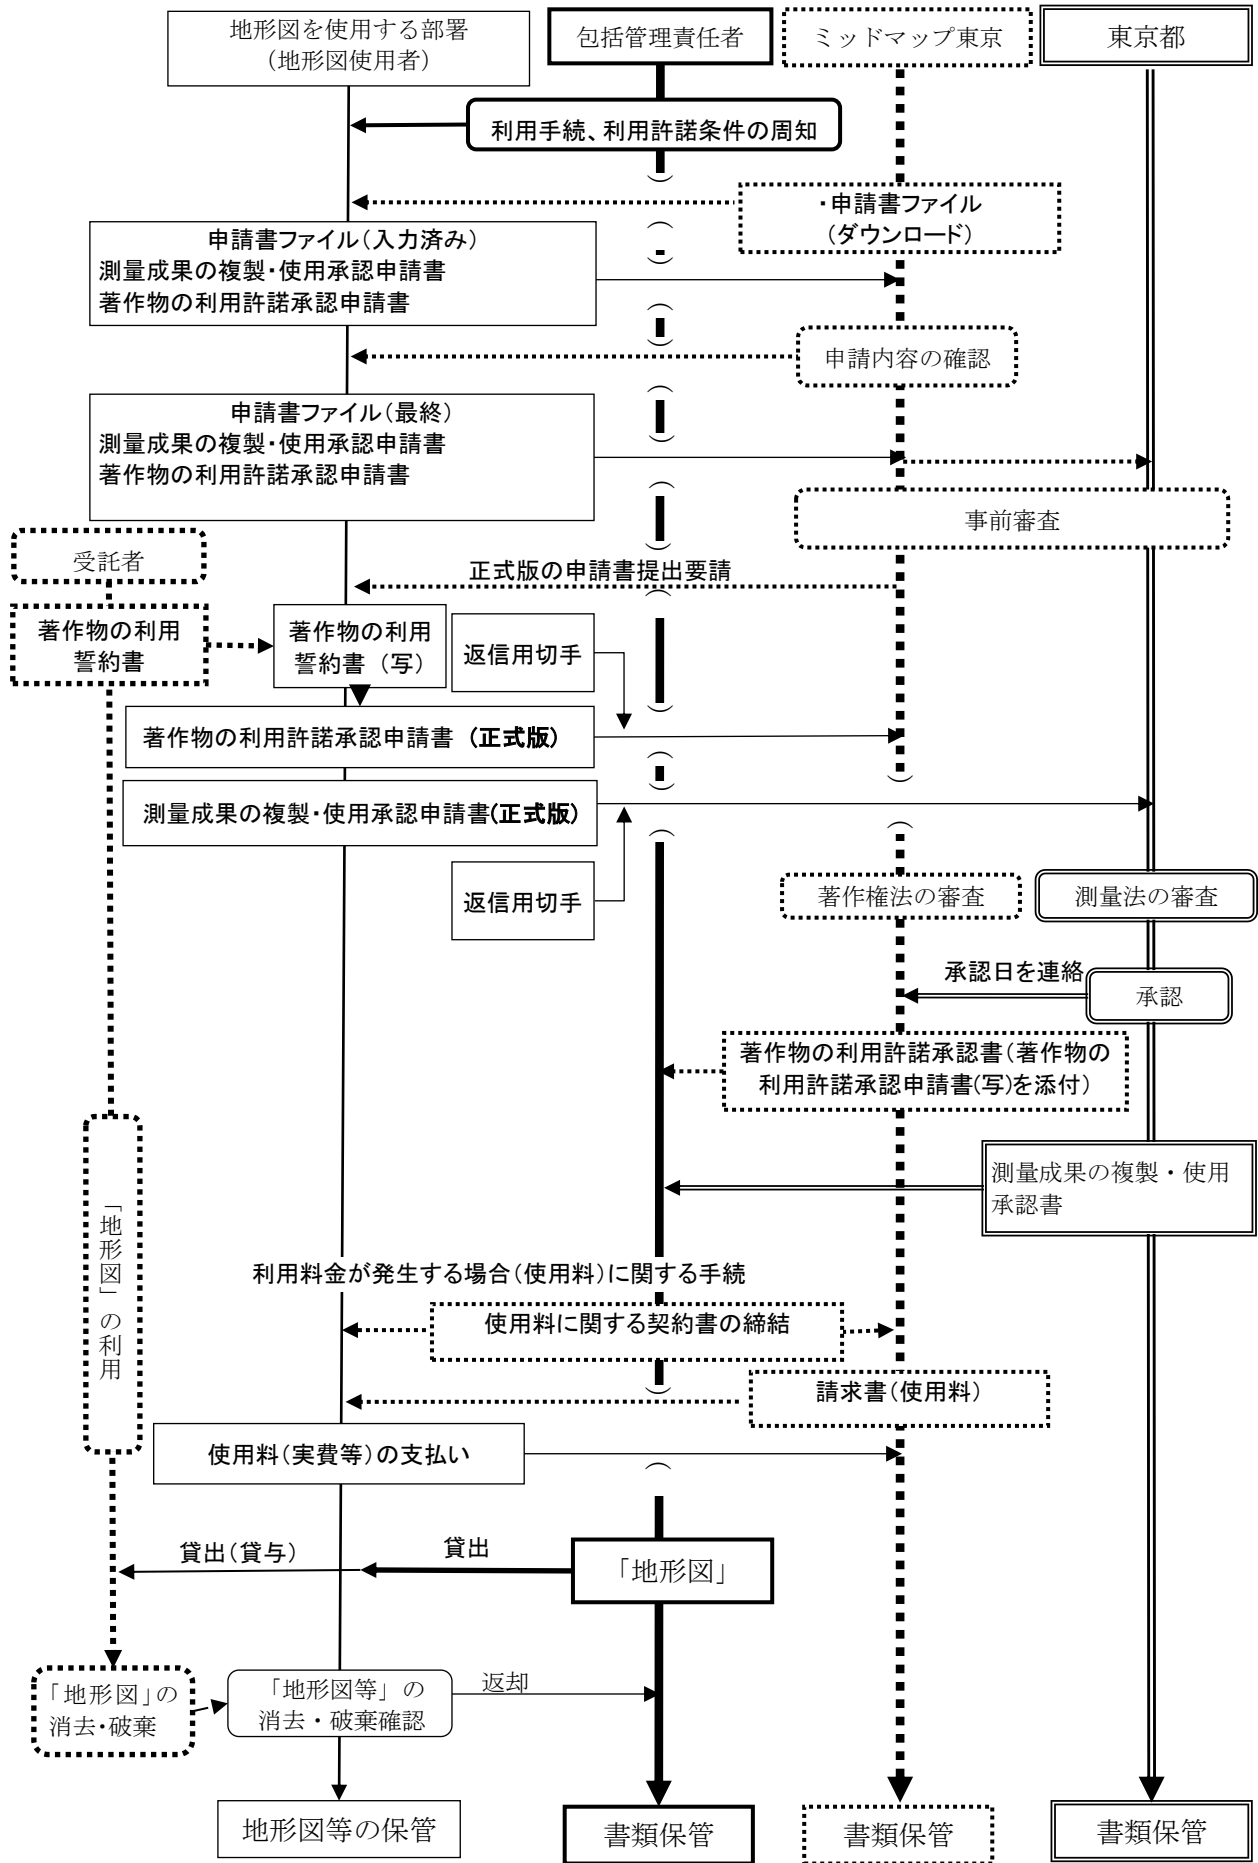 地形図を使用する部署
（地形図使用者）
包括管理責任者
ミッドマップ東京
東京都
利用手続、利用許諾条件の周知
・申請書ファイル
（ダウンロード）
申請書ファイル（入力済み）
測量成果の複製・使用承認申請書
著作物の利用許諾承認申請書
申請内容の確認
申請書ファイル（最終）
測量成果の複製・使用承認申請書
著作物の利用許諾承認申請書
事前審査
受託者
正式版の申請書提出要請
著作物の利用
誓約書
著作物の利用
誓約書（写）
返信用切手
著作物の利用許諾承認申請書（正式版）
測量成果の複製・使用承認申請書(正式版)
返信用切手
著作権法の審査
測量法の審査
承認日を連絡
承認
著作物の利用許諾承認書（著作物の
利用許諾承認申請書(写)を添付）
測量成果の複製・使用
承認書
「地形図」の利用
利用料金が発生する場合（使用料）に関する手続
使用料に関する契約書の締結
請求書（使用料）
使用料（実費等）の支払い
貸出（貸与）
貸出
「地形図」
「地形図」の
消去・破棄
「地形図等」の
消去・破棄確認
返却
地形図等の保管
書類保管
書類保管
書類保管